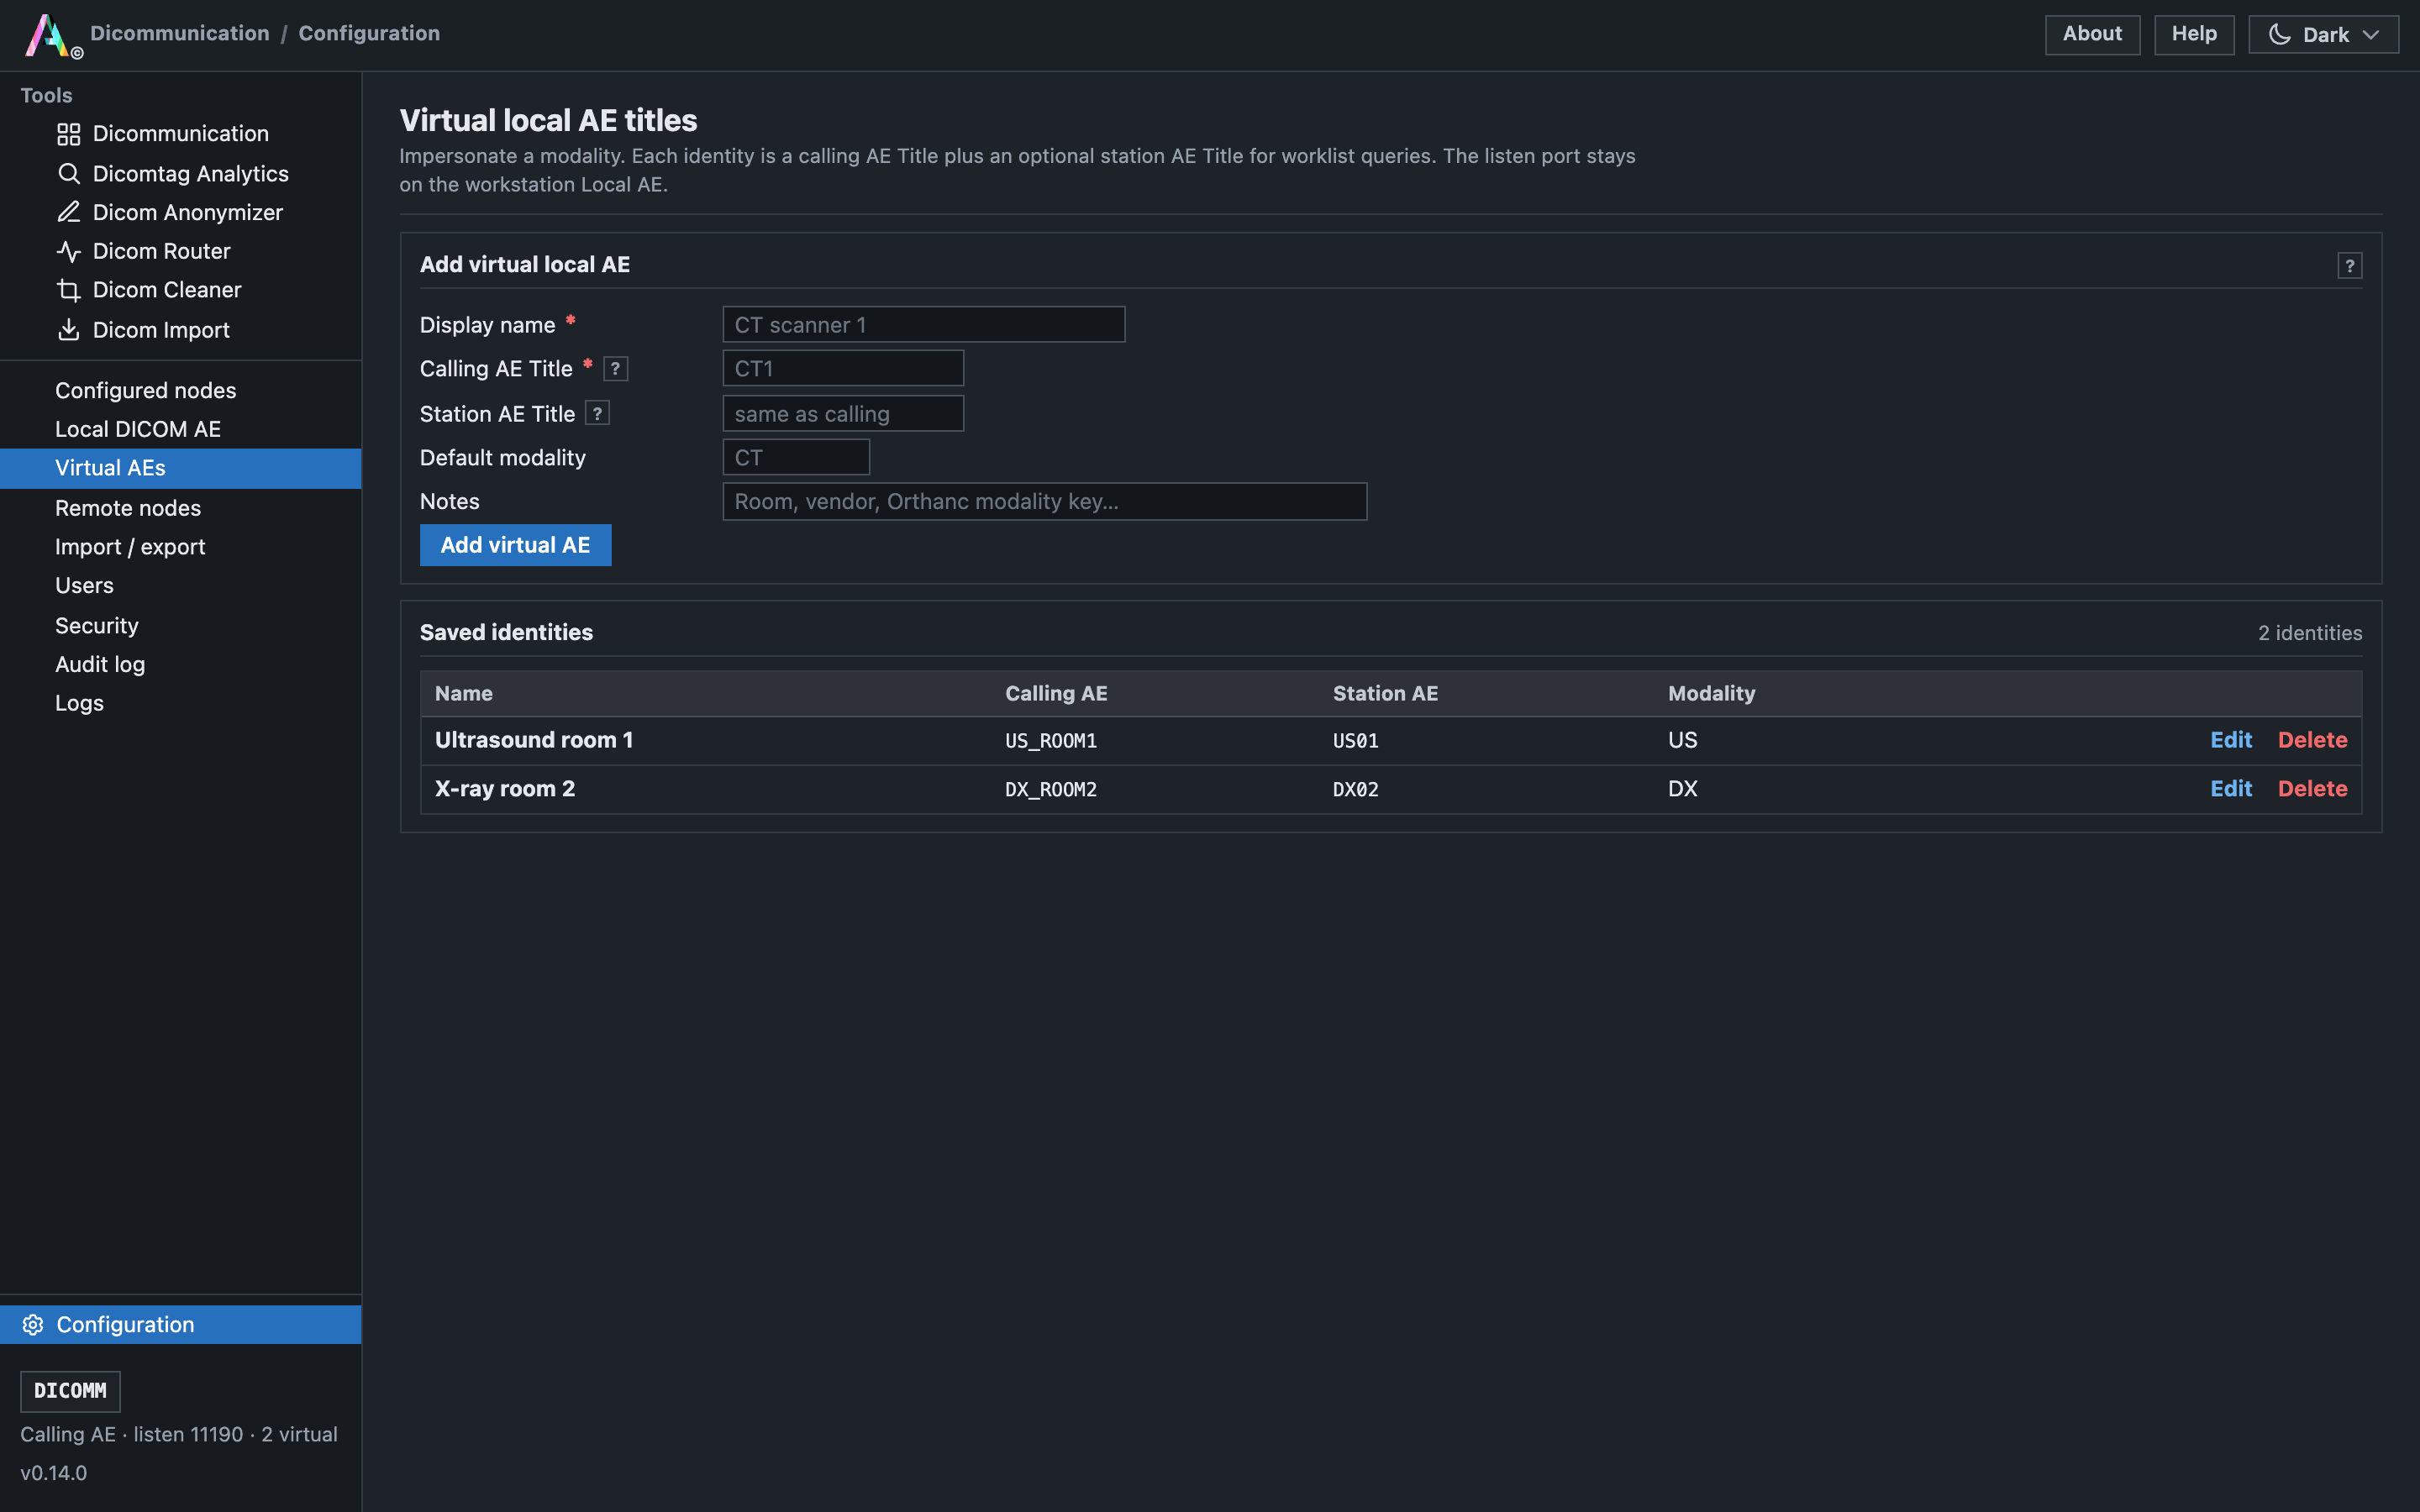 Dicommunication / Configuration
About
Help
Dark
Tools
Dicommunication
Dicomtag Analytics
Dicom Anonymizer
Dicom Router
Dicom Cleaner
Dicom Import
Configured nodes
Local DICOM AE
Virtual AEs
Remote nodes
Import / export
Users
Security
Audit log
Logs
Configuration
DICOMM
Calling AE · listen 11190 · 2 virtual
v0.14.0
Virtual local AE titles
Impersonate a modality. Each identity is a calling AE Title plus an optional station AE Title for worklist queries. The listen port stays
on the workstation Local AE.
Add virtual local AE ?
Display name * CT scanner 1
Calling AE Title * ? CT1
Station AE Title ? same as calling
Default modality CT
Notes Room, vendor, Orthanc modality key...
Add virtual AE
Saved identities 2 identities
Name Calling AE Station AE Modality
Ultrasound room 1 US_ROOM1 US01 US Edit Delete
X-ray room 2 DX_ROOM2 DX02 DX Edit Delete